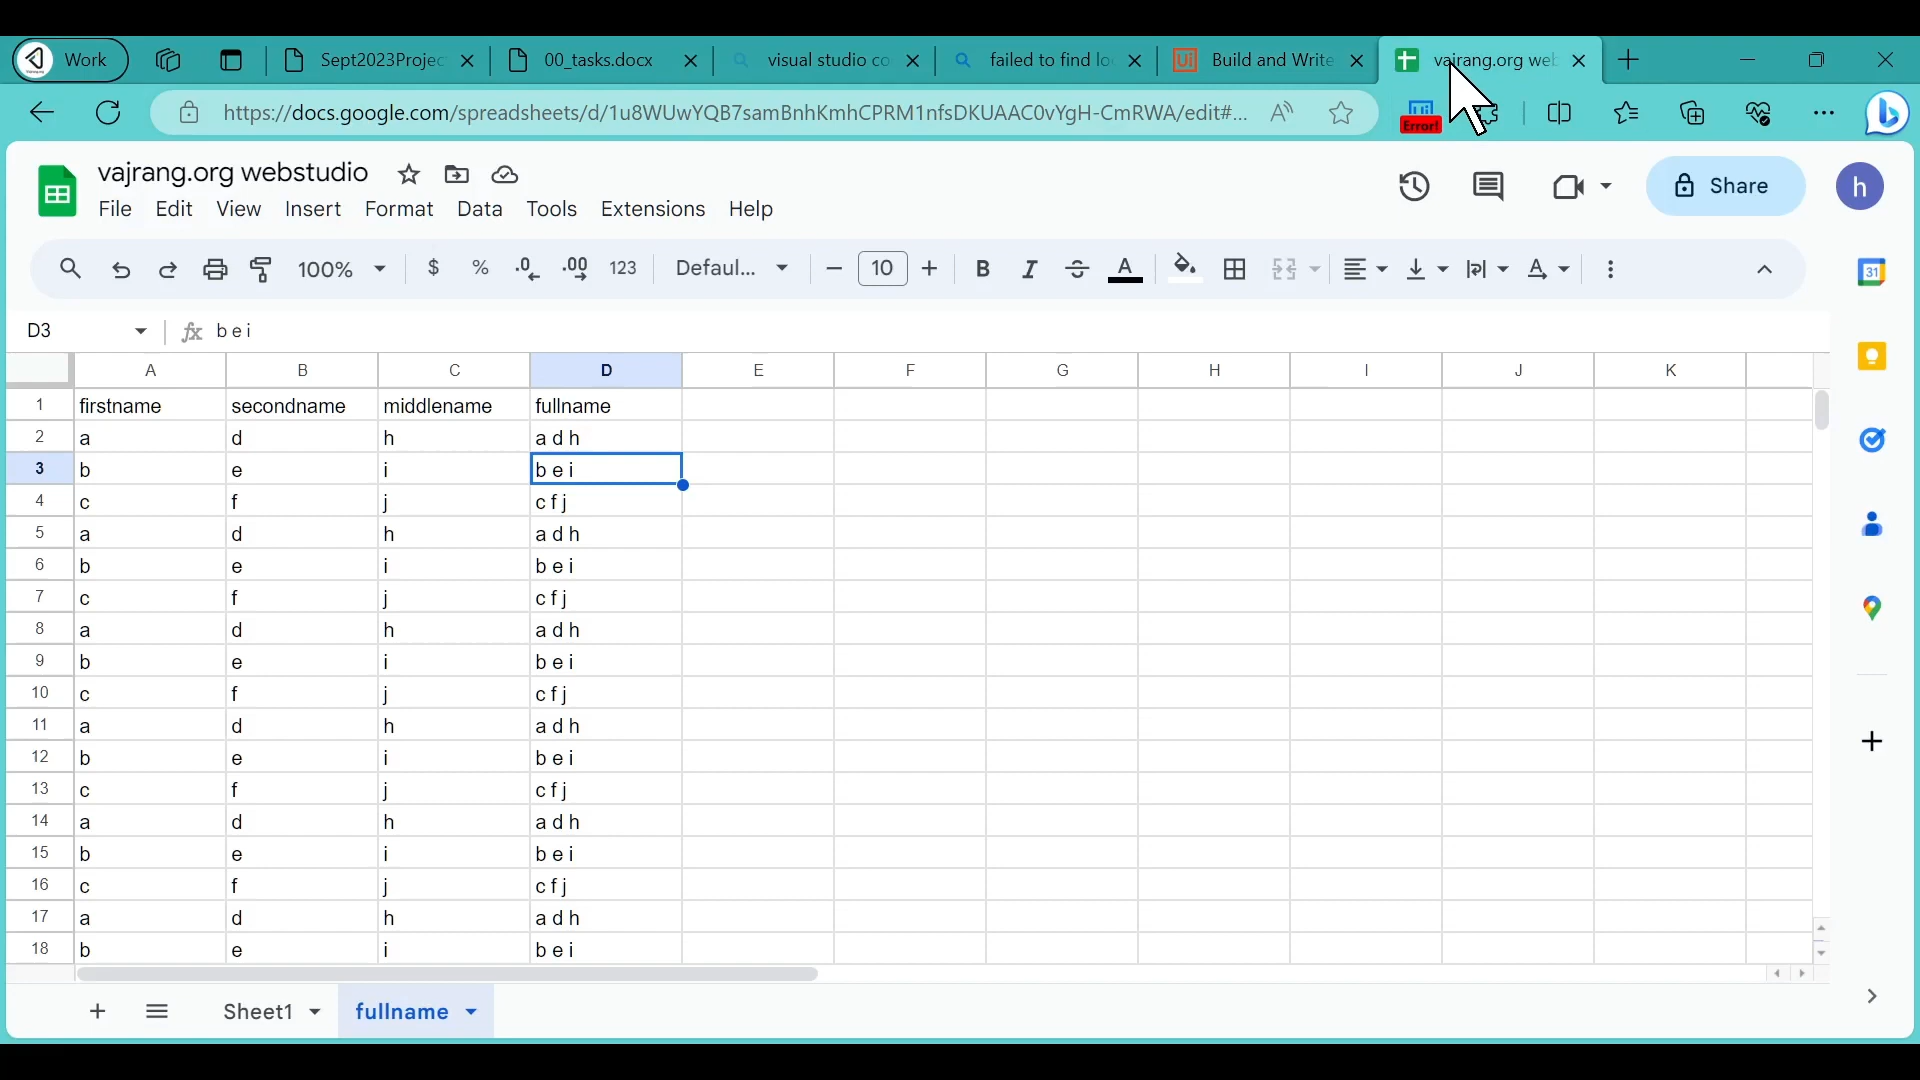 Work Sept2023Projec 00_tasks.docx visual studio co failed to find lo Build and Write vajrang.org web
https://docs.google.com/spreadsheets/d/1u8WUwYQB7samBnhKmhCPRM1nfsDKUAAC0vYgH-CmRWA/edit#... Error!
vajrang.org webstudio
File Edit View Insert Format Data Tools Extensions Help
Share h
100% $ % .0 .00 123 Defaul... 10 B I A 31
D3 fx b e i
A B C D E F G H I J K
1 firstname secondname middlename fullname
2 a d h a d h
3 b e i b e i
4 c f j c f j
5 a d h a d h
6 b e i b e i
7 c f j c f j
8 a d h a d h
9 b e i b e i
10 c f j c f j
11 a d h a d h
12 b e i b e i
13 c f j c f j
14 a d h a d h
15 b e i b e i
16 c f j c f j
17 a d h a d h
18 b e i b e i
Sheet1 fullname